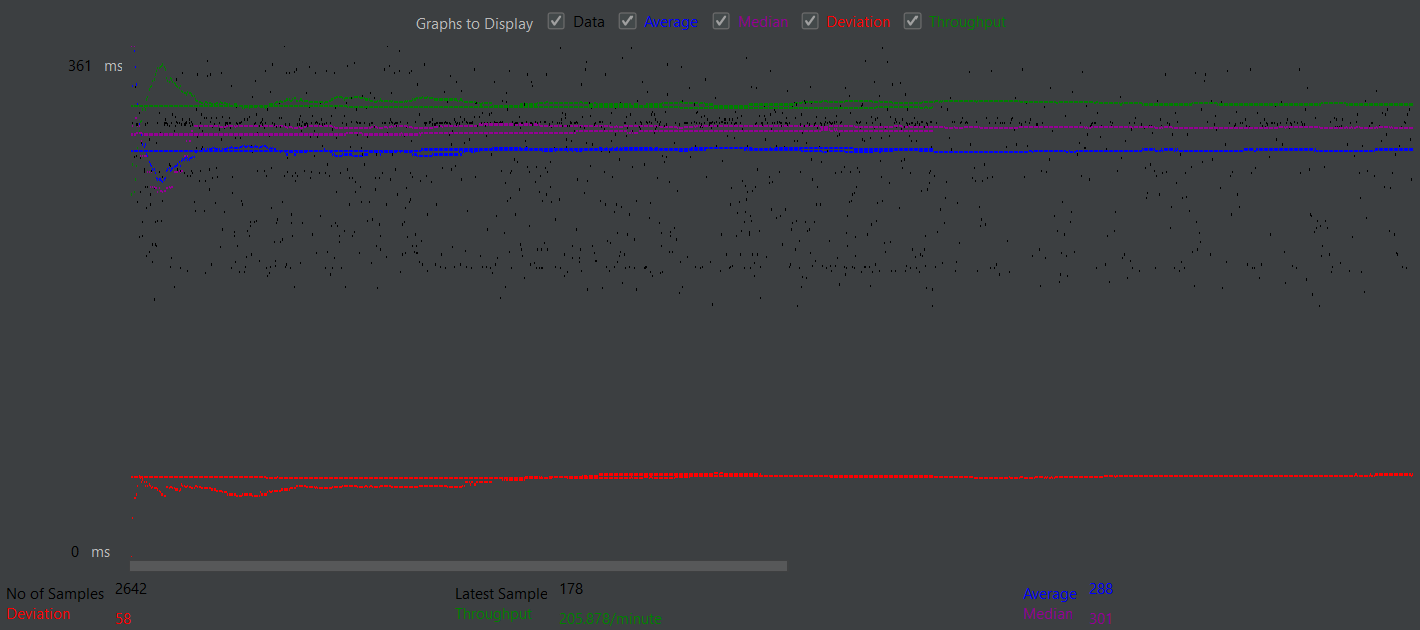 Graphs to Display Data Average Median Deviation Throughput
361 ms
0 ms
No of Samples 2642 Latest Sample 178 Average 288
Deviation 58 Throughput 205.878/minute Median 301